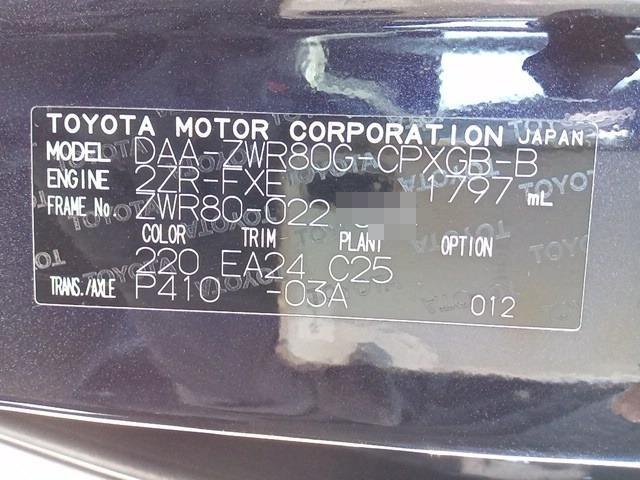 TOYOTA MOTOR CORPORATION JAPAN
MODEL DAA-ZWR80G-CPXGB-B
ENGINE 2ZR-FXE 1797 mL
FRAME No. ZWR80-022
COLOR TRIM PLANT OPTION
220 EA24 C25
TRANS./AXLE P410 -03A
012